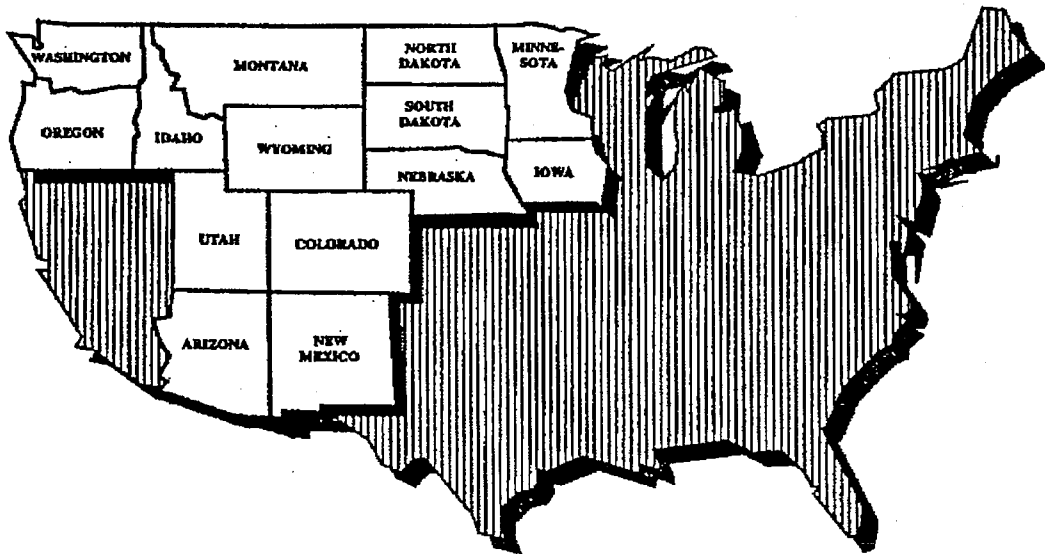 WASHINGTON
MONTANA
NORTH
DAKOTA
MINNE-
SOTA
OREGON
IDAHO
SOUTH
DAKOTA
WYOMING
NEBRASKA
IOWA
UTAH
COLORADO
ARIZONA
NEW
MEXICO